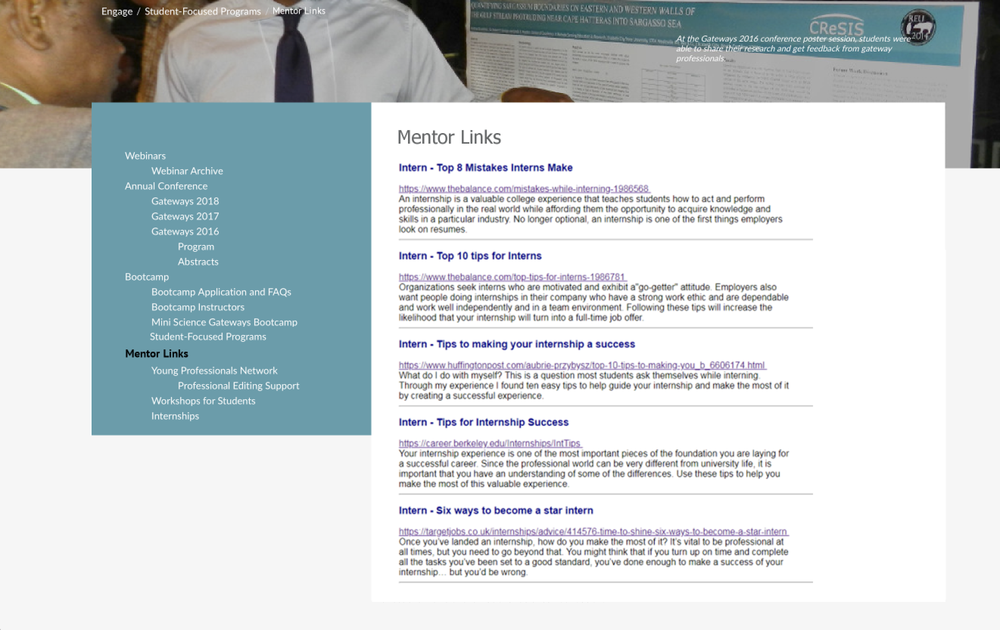 Engage / Student-Focused Programs / Mentor Links
QUANTIFYING SARGASSUM BOUNDARIES ON EASTERN AND WESTERN WALLS OF
THE GULF STREAM PROTRUDING NEAR CAPE HATTERAS INTO SARGASSO SEA
CReSIS
REU
201
At the Gateways 2016 conference poster session, students were
able to share their research and get feedback from gateway
professionals.
Future Work/Discussion
Webinars
Webinar Archive
Annual Conference
Gateways 2018
Gateways 2017
Gateways 2016
Program
Abstracts
Bootcamp
Bootcamp Application and FAQs
Bootcamp Instructors
Mini Science Gateways Bootcamp
Student-Focused Programs
Mentor Links
Young Professionals Network
Professional Editing Support
Workshops for Students
Internships
Mentor Links
Intern - Top 8 Mistakes Interns Make
https://www.thebalance.com/mistakes-while-interning-1986568
An internship is a valuable college experience that teaches students how to act and perform
professionally in the real world while affording them the opportunity to acquire knowledge and
skills in a particular industry. No longer optional, an internship is one of the first things employers
look on resumes.
Intern - Top 10 tips for Interns
https://www.thebalance.com/top-tips-for-interns-1986781
Organizations seek interns who are motivated and exhibit a"go-getter" attitude. Employers also
want people doing internships in their company who have a strong work ethic and are dependable
and work well independently and in a team environment. Following these tips will increase the
likelihood that your internship will turn into a full-time job offer.
Intern - Tips to making your internship a success
https://www.huffingtonpost.com/aubrie-przybysz/top-10-tips-to-making-you_b_6606174.html
What do I do with myself? This is a question most students ask themselves while interning.
Through my experience I found ten easy tips to help guide your internship and make the most of it
by creating a successful experience.
Intern - Tips for Internship Success
https://career.berkeley.edu/Internships/IntTips
Your internship experience is one of the most important pieces of the foundation you are laying for
a successful career. Since the professional world can be very different from university life, it is
important that you have an understanding of some of the differences. Use these tips to help you
make the most of this valuable experience.
Intern - Six ways to become a star intern
https://targetjobs.co.uk/internships/advice/414576-time-to-shine-six-ways-to-become-a-star-intern
Once you've landed an internship, how do you make the most of it? It's vital to be professional at
all times, but you need to go beyond that. You might think that if you turn up on time and complete
all the tasks you've been set to a good standard, you've done enough to make a success of your
internship... but you'd be wrong.